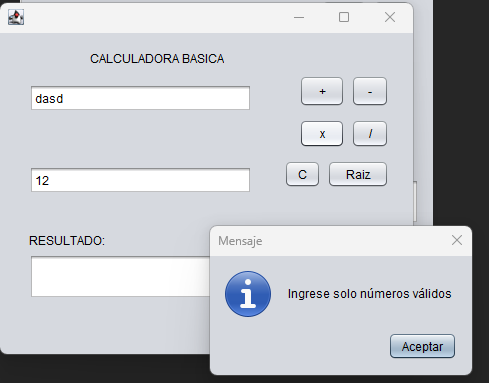 CALCULADORA BASICA
dasd
+
-
x
/
12
C
Raiz
RESULTADO:
Mensaje
Ingrese solo números válidos
Aceptar